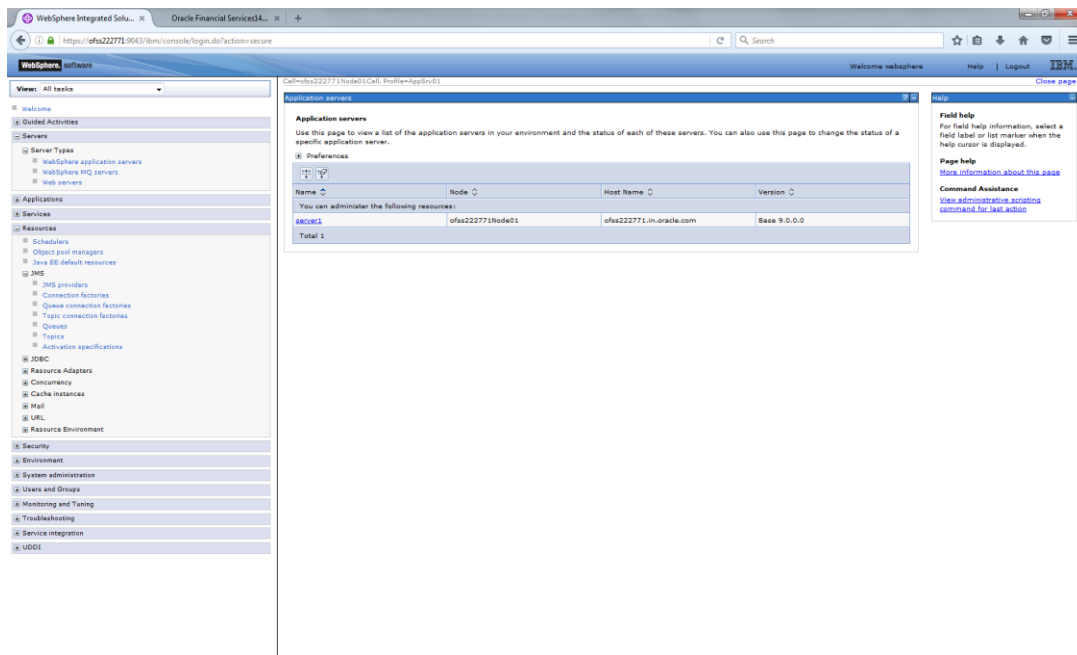 WebSphere Integrated Solu... ×
Oracle Financial Services14... ×
+
https://ofss222771:9043/ibm/console/login.do?action=secure
Search
WebSphere. software
Welcome websphere
Help | Logout
IBM.
View: All tasks
Cell=ofss222771Node01Cell, Profile=AppSrv01
Close page
Welcome
Guided Activities
Servers
Server Types
WebSphere application servers
WebSphere MQ servers
Web servers
Applications
Services
Resources
Schedulers
Object pool managers
Java EE default resources
JMS
JMS providers
Connection factories
Queue connection factories
Topic connection factories
Queues
Topics
Activation specifications
JDBC
Resource Adapters
Concurrency
Cache instances
Mail
URL
Resource Environment
Security
Environment
System administration
Users and Groups
Monitoring and Tuning
Troubleshooting
Service integration
UDDI
Application servers
? -
Application servers
Use this page to view a list of the application servers in your environment and the status of each of these servers. You can also use this page to change the status of a
specific application server.
Preferences
Name Node Host Name Version
You can administer the following resources:
server1 ofss222771Node01 ofss222771.in.oracle.com Base 9.0.0.0
Total 1
Help
Field help
For field help information, select a
field label or list marker when the
help cursor is displayed.
Page help
More information about this page
Command Assistance
View administrative scripting
command for last action